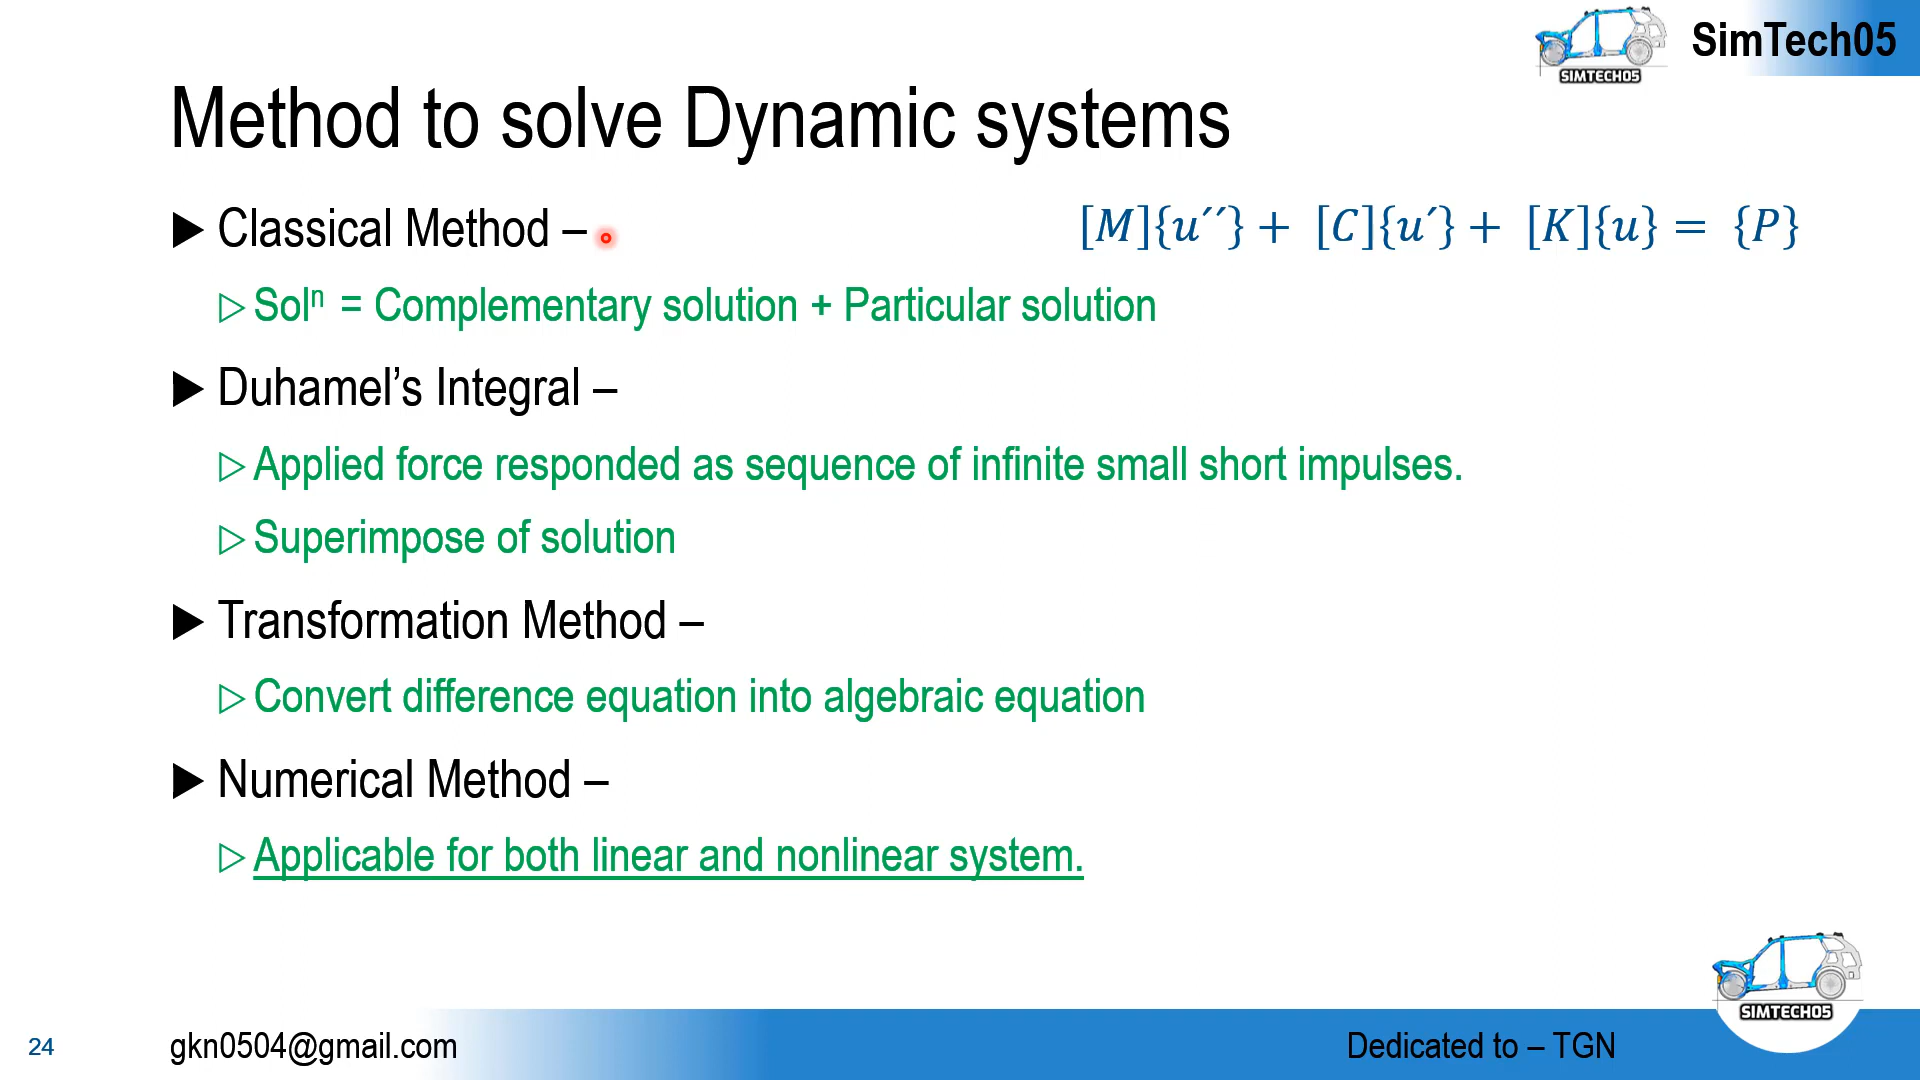 SimTech05
SIMTECH05
Method to solve Dynamic systems
Classical Method –
[M]{u´´} + [C]{u´} + [K]{u} = {P}
Solⁿ = Complementary solution + Particular solution
Duhamel’s Integral –
Applied force responded as sequence of infinite small short impulses.
Superimpose of solution
Transformation Method –
Convert difference equation into algebraic equation
Numerical Method –
Applicable for both linear and nonlinear system.
SIMTECH05
24
gkn0504@gmail.com
Dedicated to – TGN